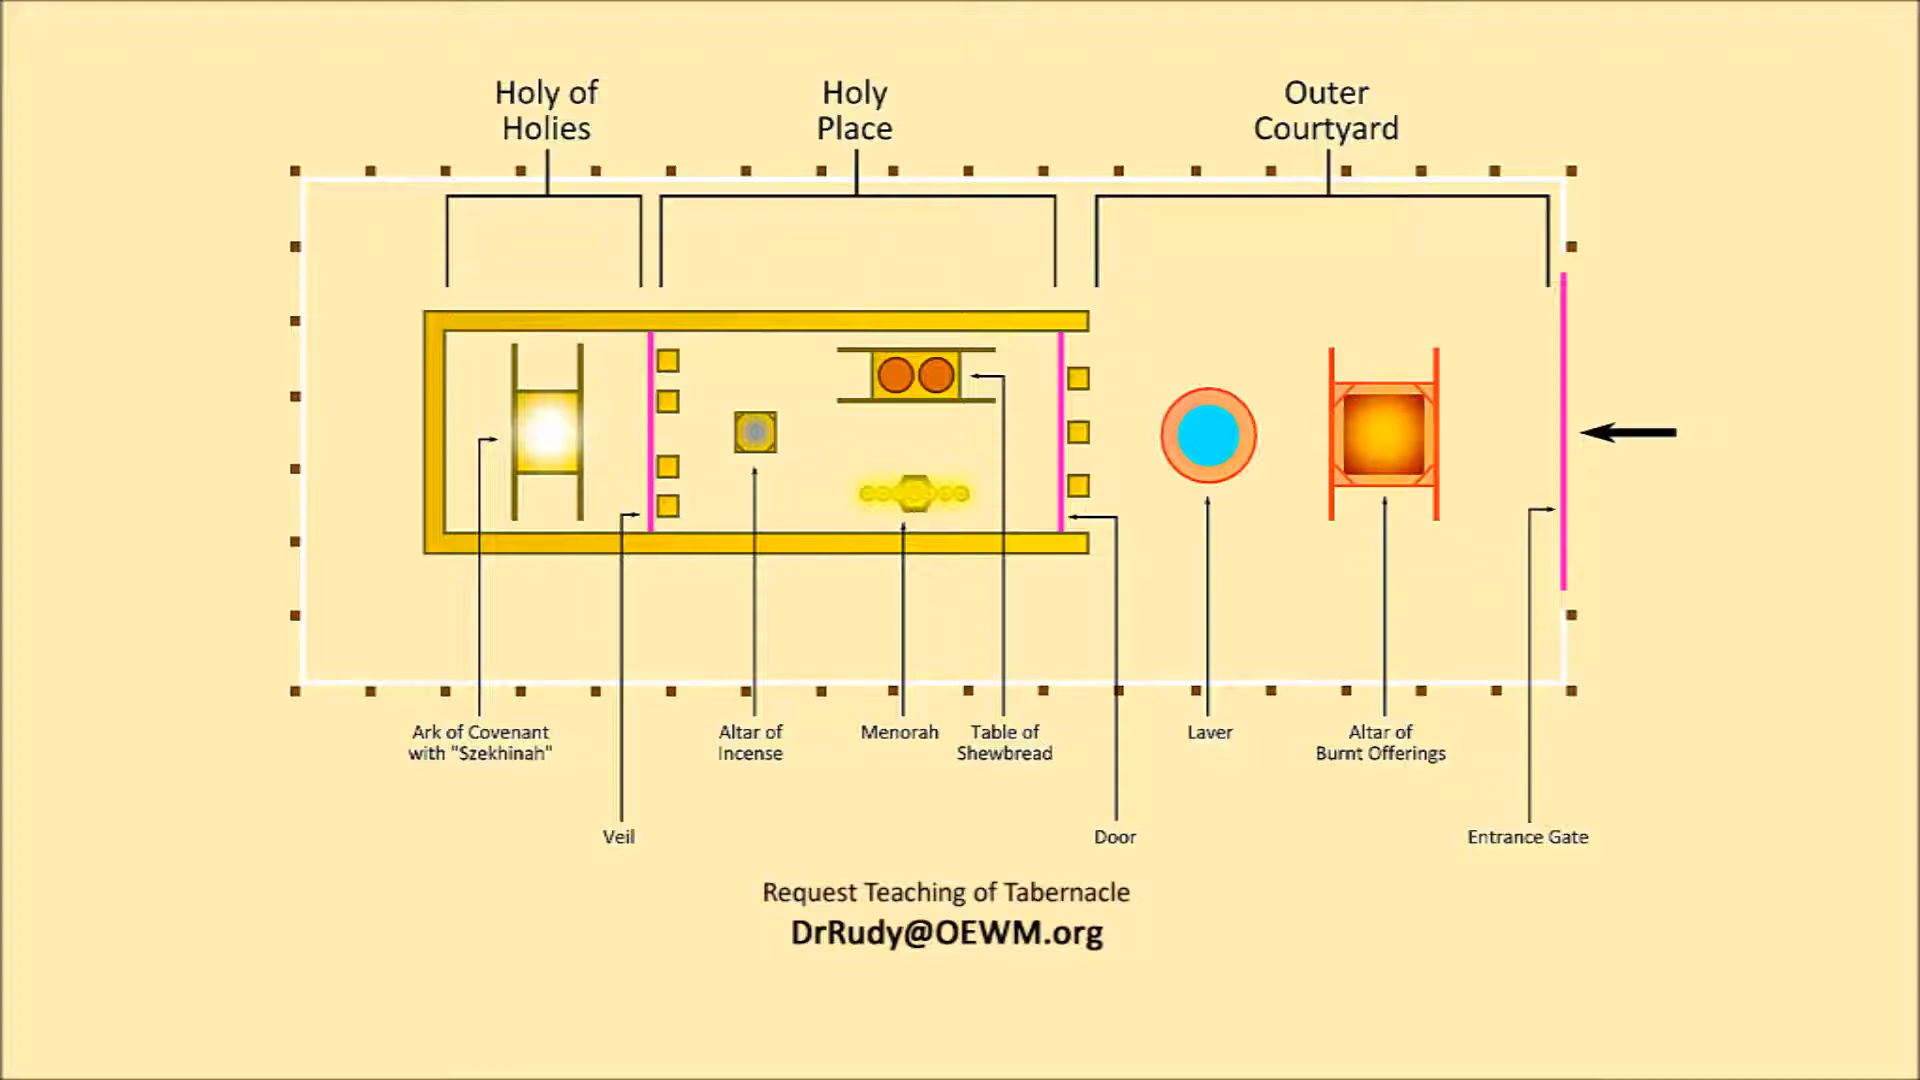 Holy of
Holies
Holy
Place
Outer
Courtyard
Ark of Covenant
with "Szekhinah"
Altar of
Incense
Menorah
Table of
Shewbread
Laver
Altar of
Burnt Offerings
Veil
Door
Entrance Gate
Request Teaching of Tabernacle
DrRudy@OEWM.org